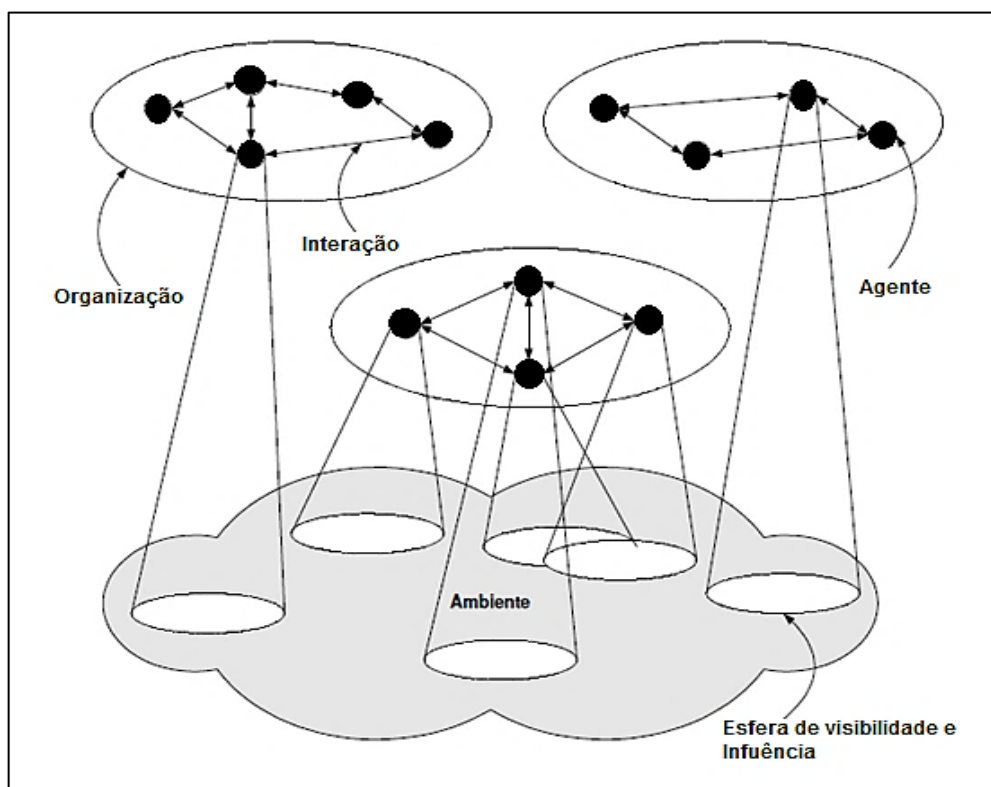 Interação
Organização
Agente
Ambiente
Esfera de visibilidade e
Infuência